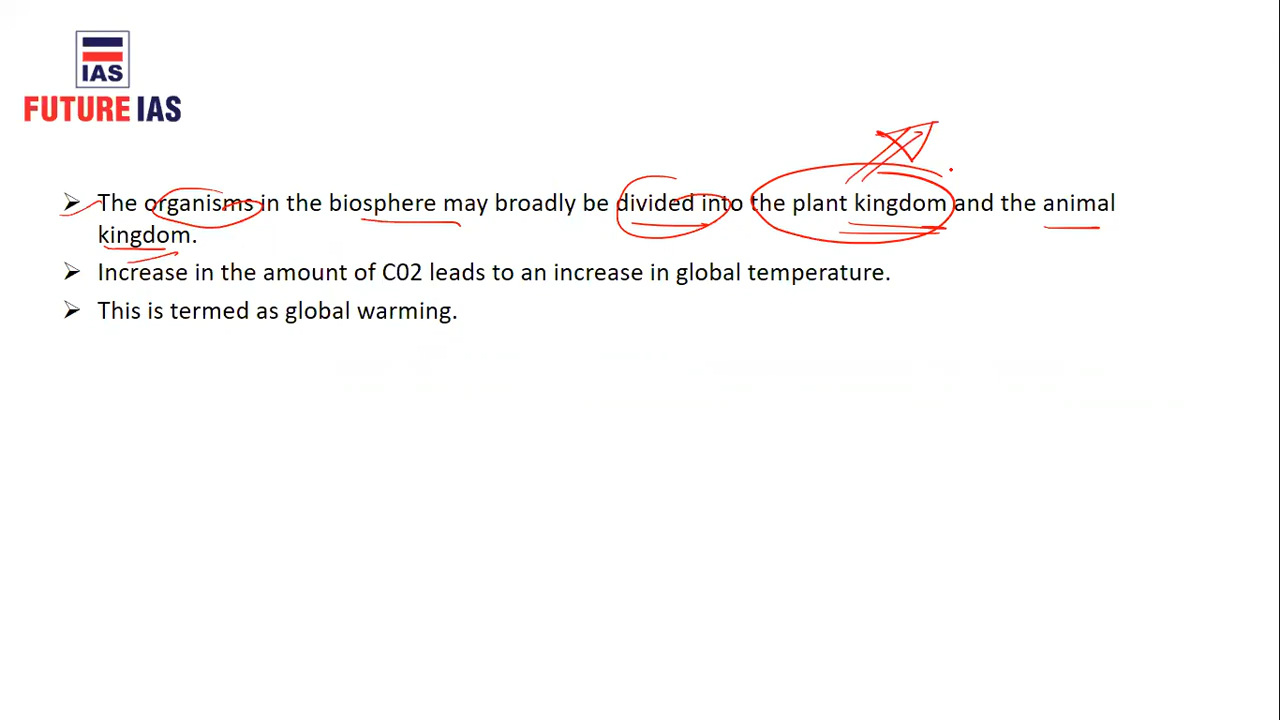 IAS
FUTURE IAS
➢ The organisms in the biosphere may broadly be divided into the plant kingdom and the animal
kingdom.
➢ Increase in the amount of C02 leads to an increase in global temperature.
➢ This is termed as global warming.